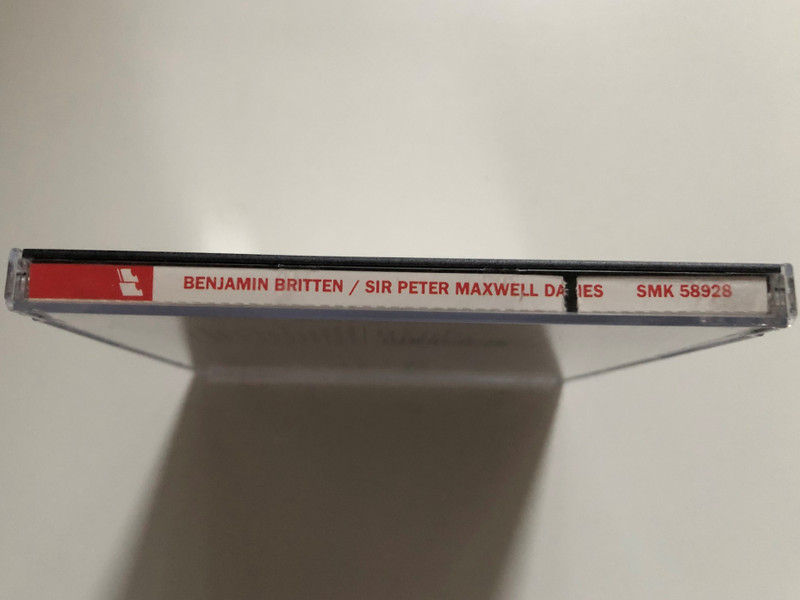 BENJAMIN BRITTEN / SIR PETER MAXWELL DAVIES SMK 58928